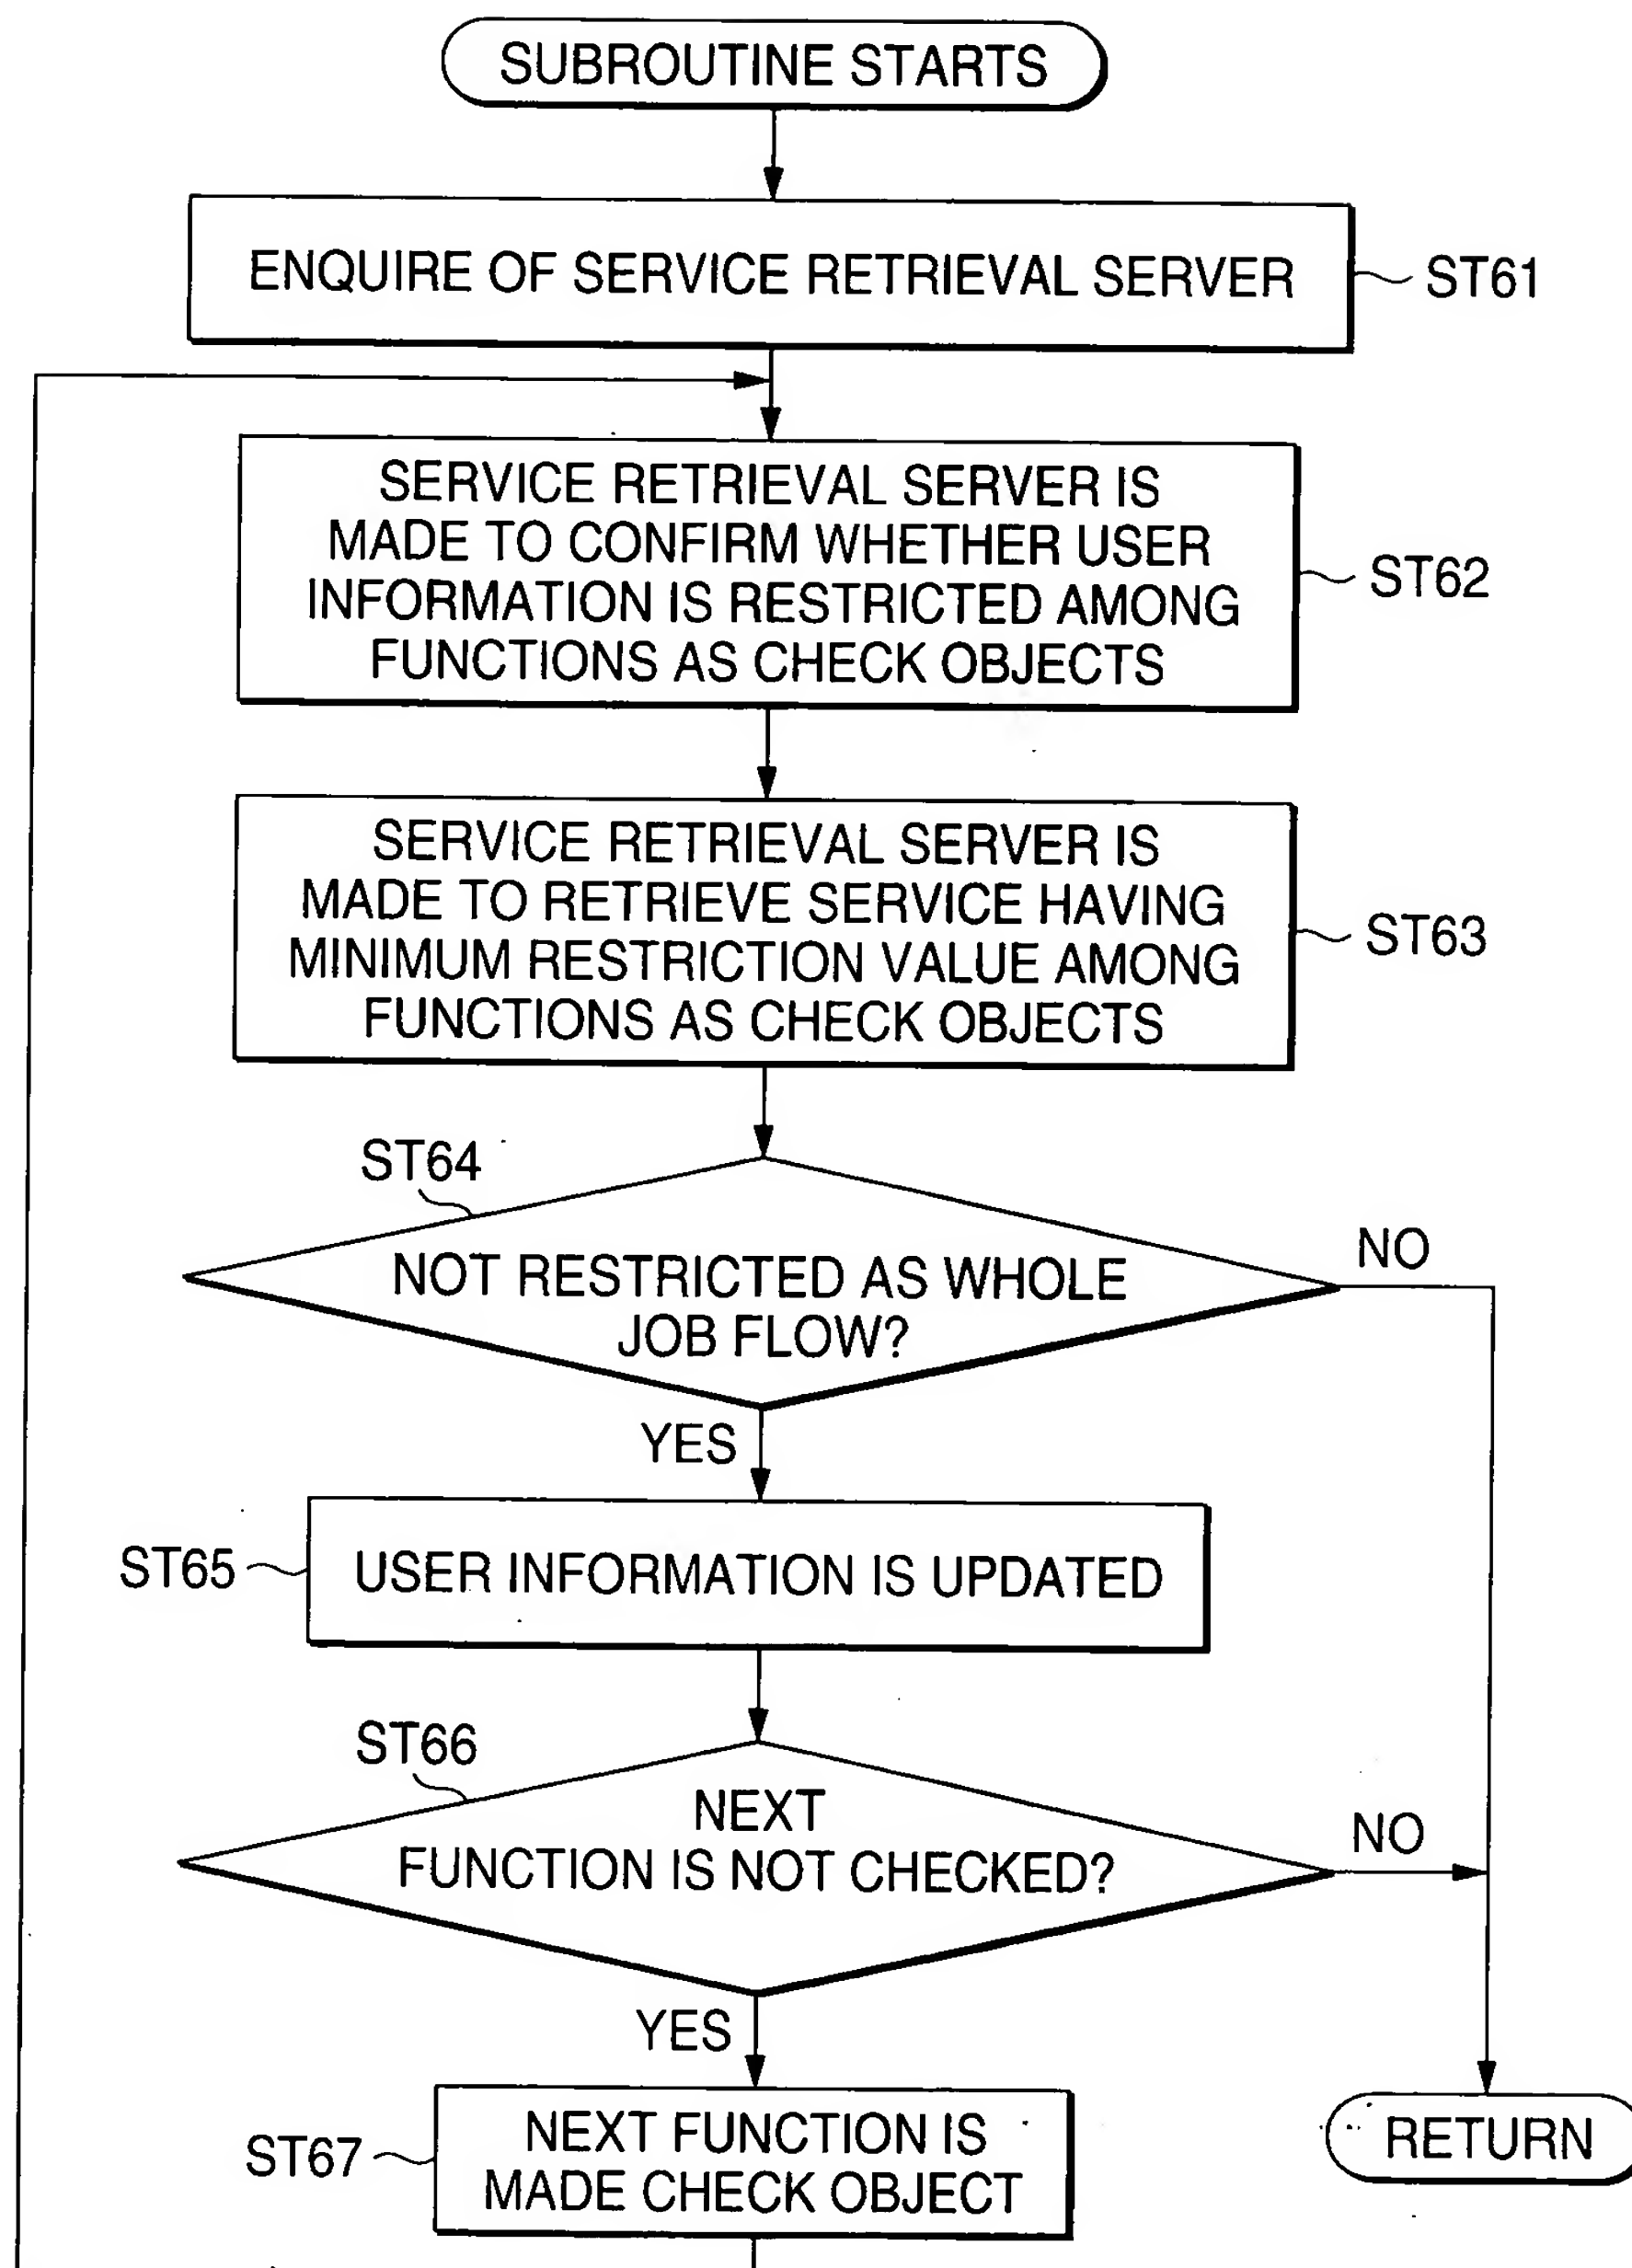 SUBROUTINE STARTS
ENQUIRE OF SERVICE RETRIEVAL SERVER
ST61
SERVICE RETRIEVAL SERVER IS
MADE TO CONFIRM WHETHER USER
INFORMATION IS RESTRICTED AMONG
FUNCTIONS AS CHECK OBJECTS
ST62
SERVICE RETRIEVAL SERVER IS
MADE TO RETRIEVE SERVICE HAVING
MINIMUM RESTRICTION VALUE AMONG
FUNCTIONS AS CHECK OBJECTS
ST63
ST64
NOT RESTRICTED AS WHOLE
JOB FLOW?
NO
YES
ST65
USER INFORMATION IS UPDATED
ST66
NEXT
FUNCTION IS NOT CHECKED?
NO
YES
ST67
NEXT FUNCTION IS
MADE CHECK OBJECT
RETURN